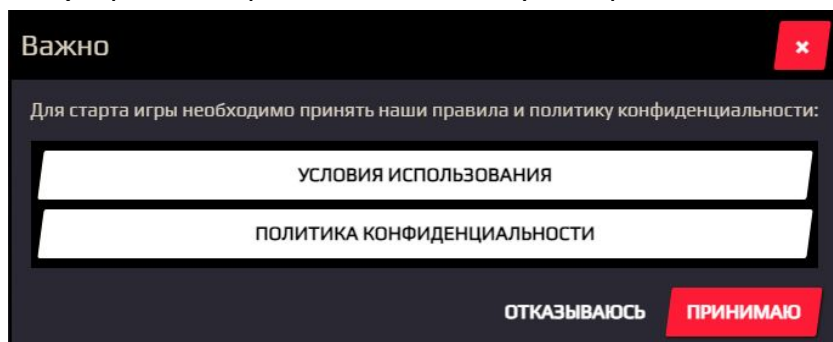 Важно
Для старта игры необходимо принять наши правила и политику конфиденциальности:
УСЛОВИЯ ИСПОЛЬЗОВАНИЯ
ПОЛИТИКА КОНФИДЕНЦИАЛЬНОСТИ
ОТКАЗЫВАЮСЬ ПРИНИМАЮ